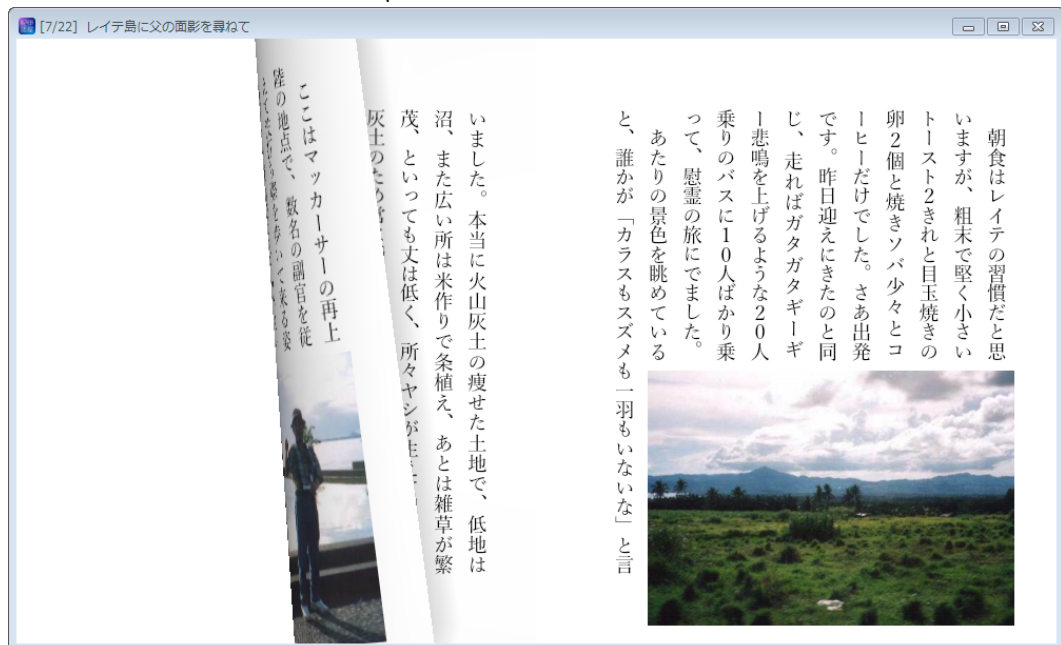 [7/22] レイテ島に父の面影を尋ねて
朝食はレイテの習慣だと思
いますが、粗末で堅く小さい
トースト2きれと目玉焼きの
卵2個と焼きソバ少々とコ
ーヒーだけでした。さあ出発
です。昨日迎えにきたのと同
じ、走ればガタガタギーギ
ー悲鳴を上げるような20人
乗りのバスに10人ばかり乗
って、慰霊の旅にでました。
あたりの景色を眺めている
と、誰かが「カラスもスズメも一羽もいないな」と言
いました。本当に火山灰土の痩せた土地で、低地は
沼、また広い所は米作りで条植え、あとは雑草が繁
茂、といっても丈は低く、所々ヤシが生
灰土のため
ここはマッカーサーの再上
陸の地点で、数名の副官を従